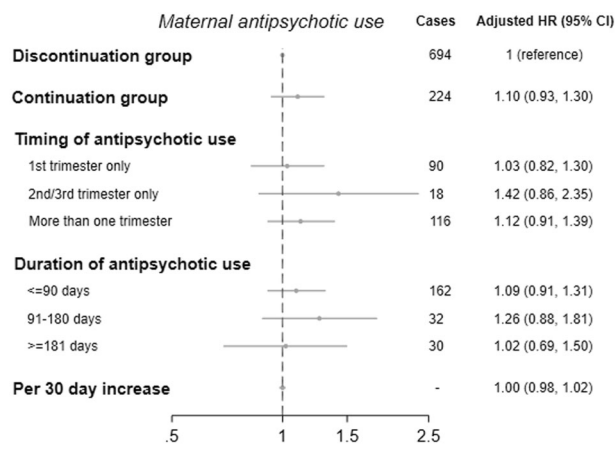 Maternal antipsychotic use Cases Adjusted HR (95% CI)
Discontinuation group 694 1 (reference)
Continuation group 224 1.10 (0.93, 1.30)
Timing of antipsychotic use
1st trimester only 90 1.03 (0.82, 1.30)
2nd/3rd trimester only 18 1.42 (0.86, 2.35)
More than one trimester 116 1.12 (0.91, 1.39)
Duration of antipsychotic use
<=90 days 162 1.09 (0.91, 1.31)
91-180 days 32 1.26 (0.88, 1.81)
>=181 days 30 1.02 (0.69, 1.50)
Per 30 day increase - 1.00 (0.98, 1.02)
.5 1 1.5 2.5